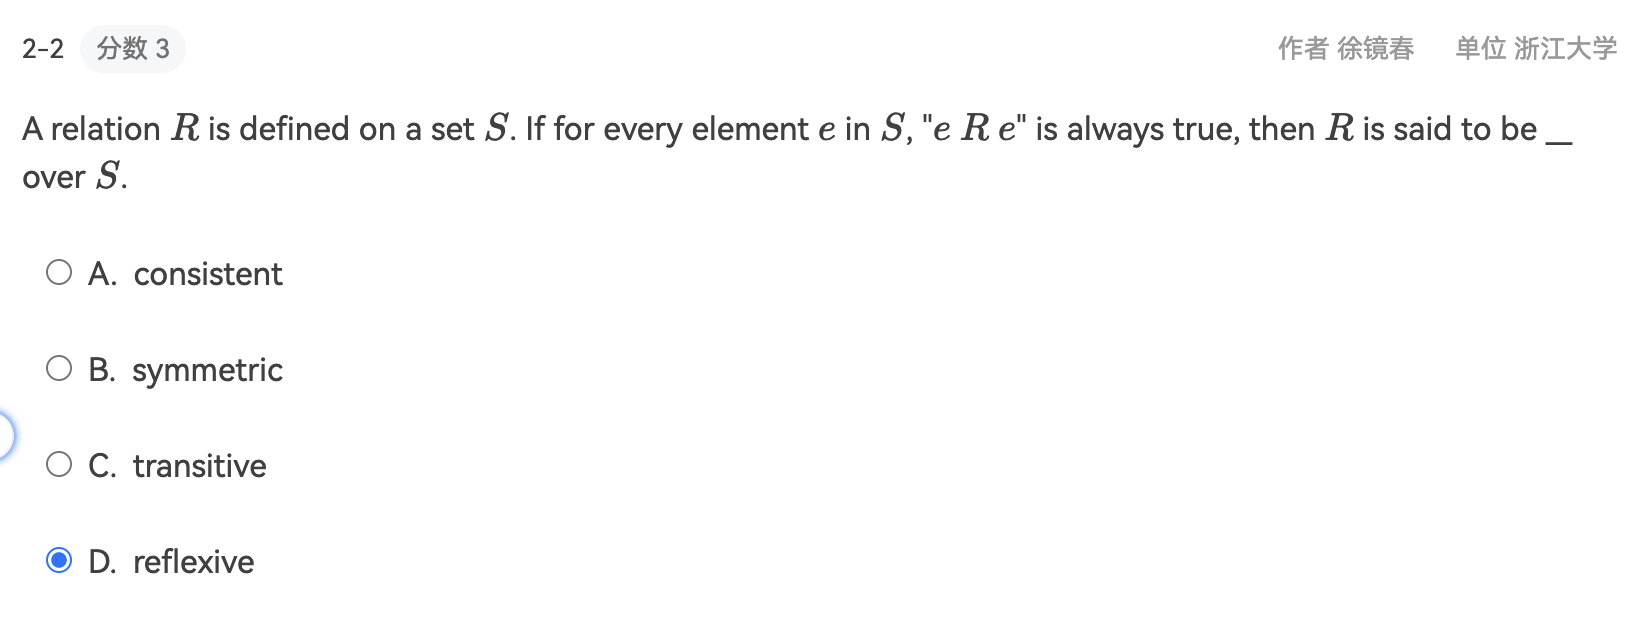 2-2 分数 3 作者 徐镜春 单位 浙江大学
A relation R is defined on a set S. If for every element e in S, "e R e" is always true, then R is said to be __
over S.
A. consistent
B. symmetric
C. transitive
D. reflexive